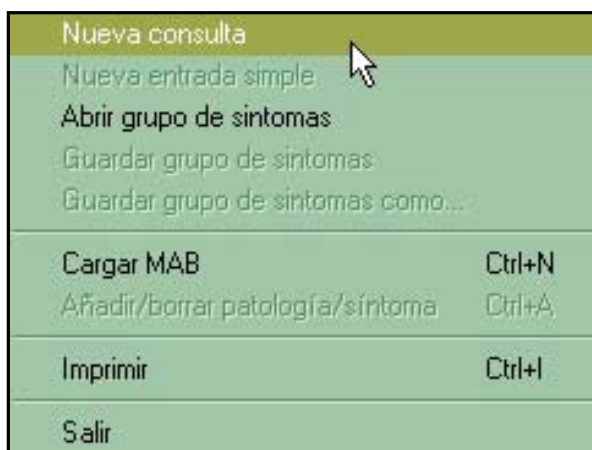 Nueva consulta
Nueva entrada simple
Abrir grupo de sintomas
Guardar grupo de sintomas
Guardar grupo de sintomas como...
Cargar MAB Ctrl+N
Añadir/borrar patología/síntoma Ctrl+A
Imprimir Ctrl+I
Salir